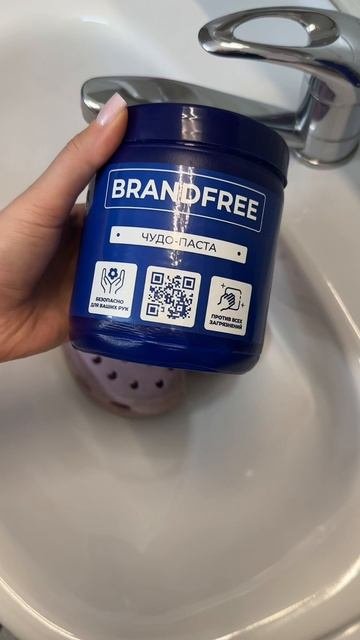 BRANDFREE
ЧУДО-ПАСТА
БЕЗОПАСНО
ДЛЯ ВАШИХ РУК
ПРОТИВ ВСЕХ
ЗАГРЯЗНЕНИЙ